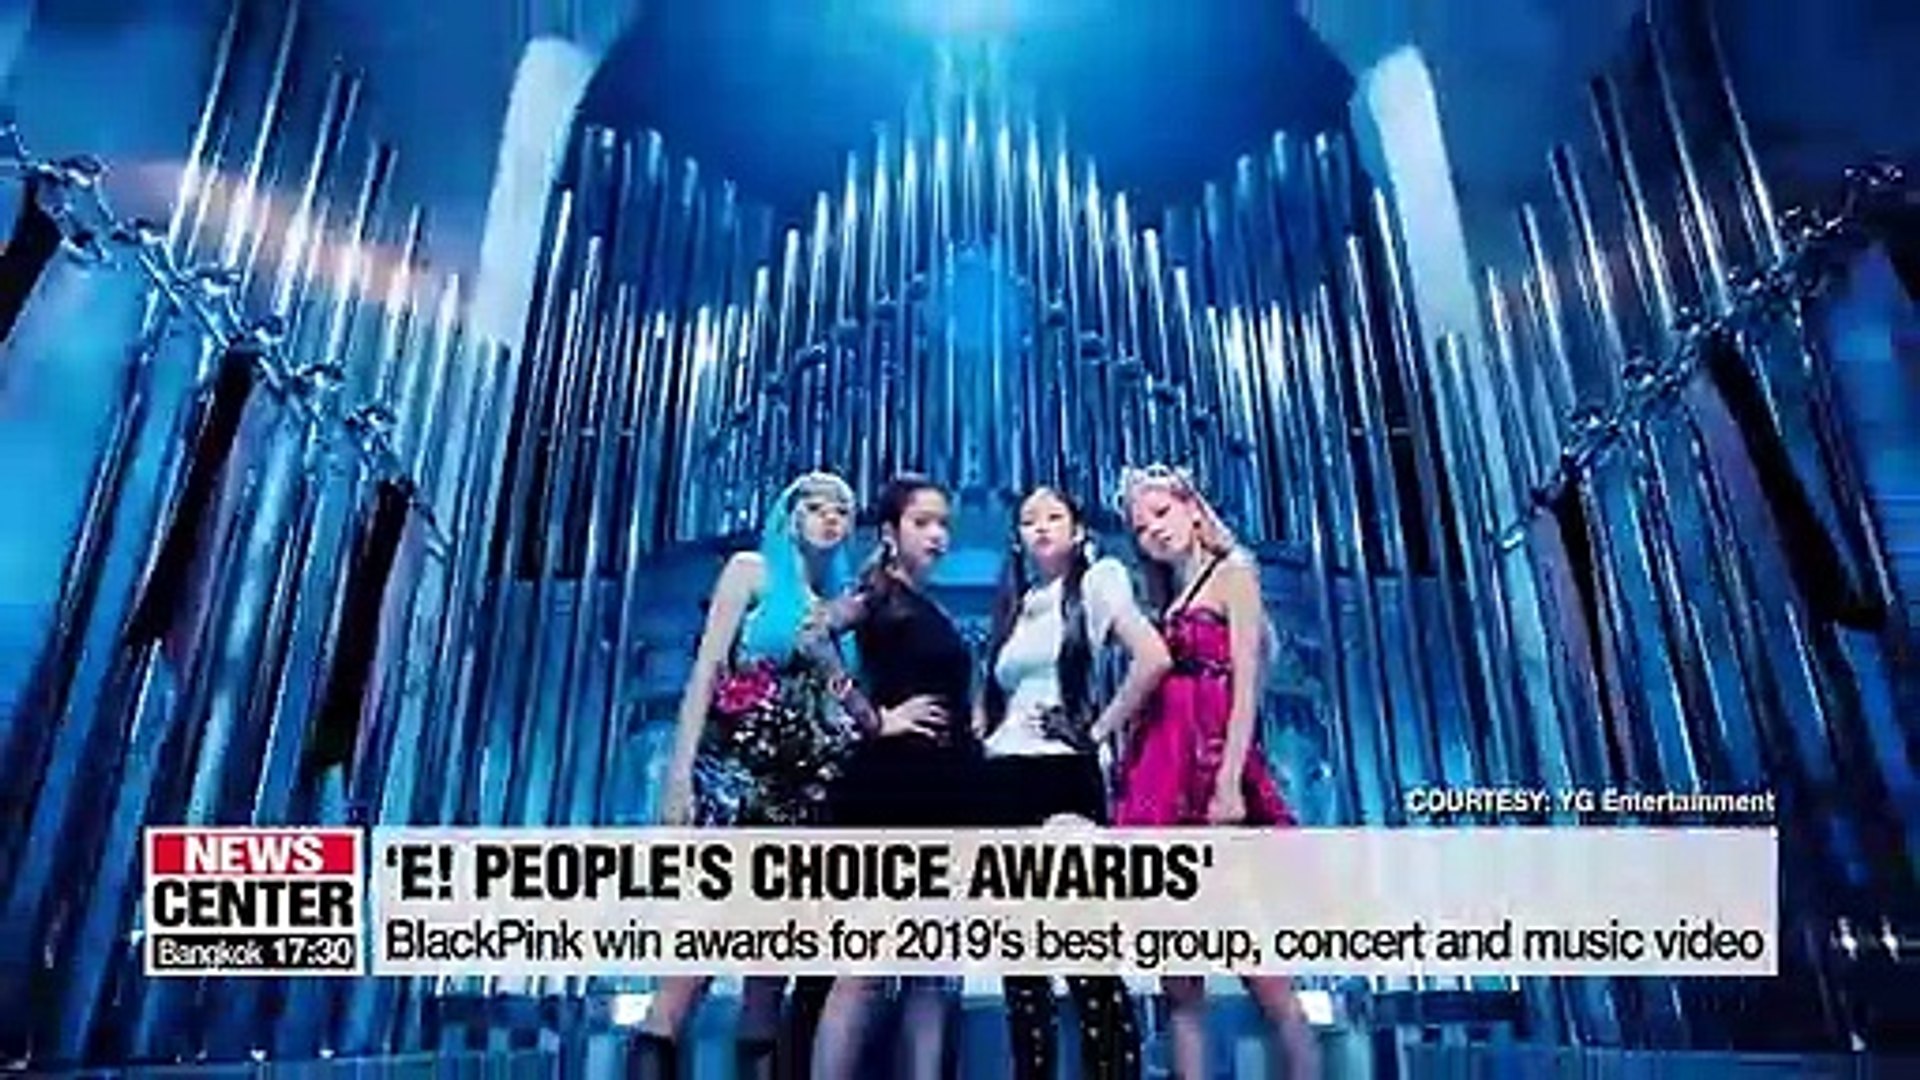 COURTESY: YG Entertainment
NEWS
CENTER
Bangkok 17:30
‘E! PEOPLE'S CHOICE AWARDS'
BlackPink win awards for 2019's best group, concert and music video